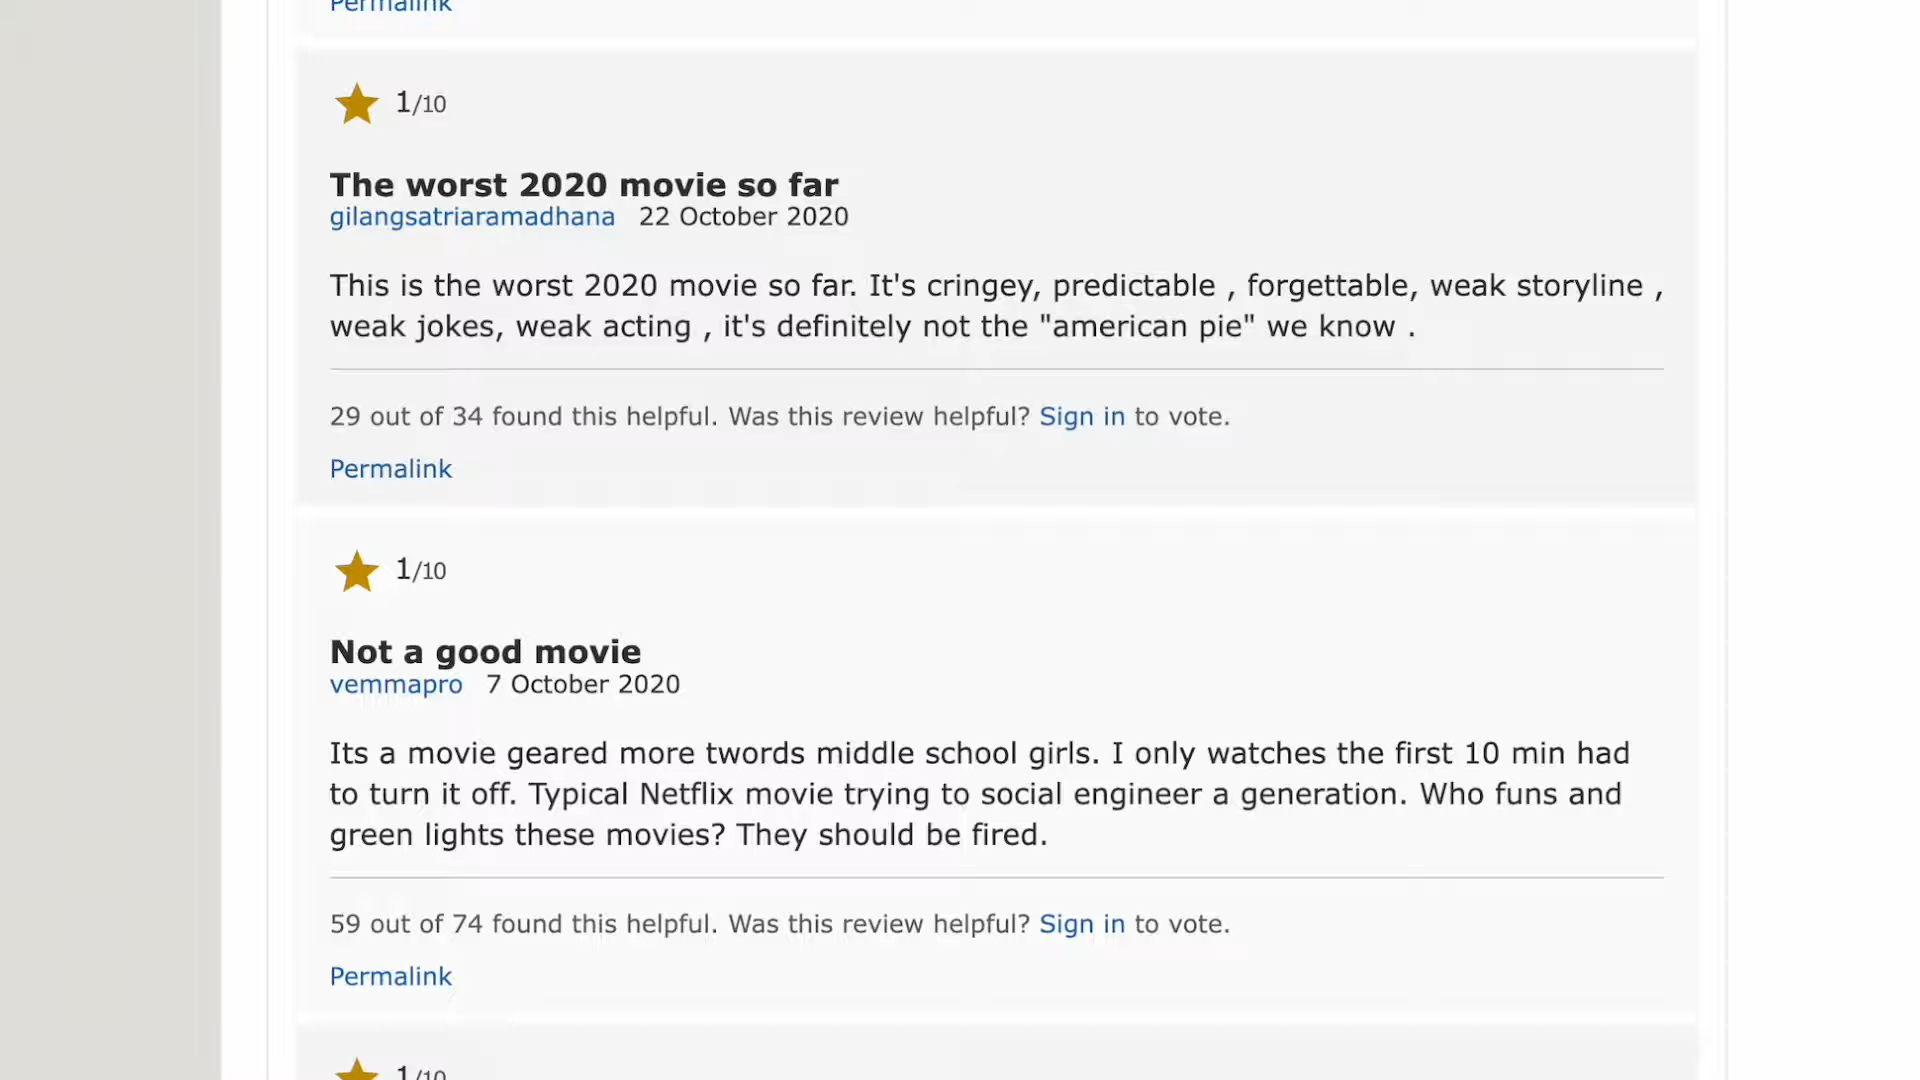 Permalink
1/10
The worst 2020 movie so far
gilangsatriaramadhana 22 October 2020
This is the worst 2020 movie so far. It's cringey, predictable , forgettable, weak storyline ,
weak jokes, weak acting , it's definitely not the "american pie" we know .
29 out of 34 found this helpful. Was this review helpful? Sign in to vote.
Permalink
1/10
Not a good movie
vemmapro 7 October 2020
Its a movie geared more twords middle school girls. I only watches the first 10 min had
to turn it off. Typical Netflix movie trying to social engineer a generation. Who funs and
green lights these movies? They should be fired.
59 out of 74 found this helpful. Was this review helpful? Sign in to vote.
Permalink
1/10